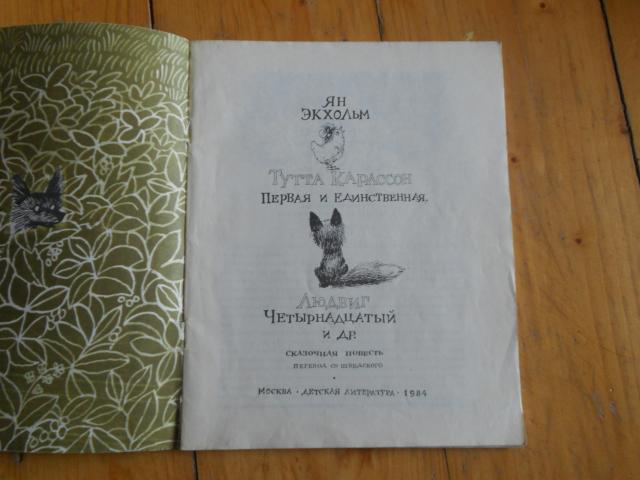 ЯН
ЭКХОЛЬМ
ТУТТА КАРЛССОН
ПЕРВАЯ И ЕДИНСТВЕННАЯ,
ЛЮДВИГ
ЧЕТЫРНАДЦАТЫЙ
И ДР.
СКАЗОЧНАЯ ПОВЕСТЬ
ПЕРЕВОД СО ШВЕДСКОГО
МОСКВА · ДЕТСКАЯ ЛИТЕРАТУРА · 1984